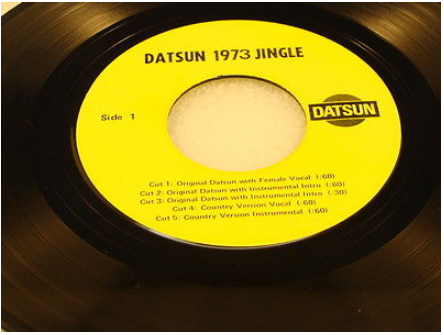 DATSUN 1973 JINGLE
Side 1
DATSUN
Cut 1: Original Datsun with Female Vocal (:60)
Cut 2: Original Datsun with Instrumental Intro (:60)
Cut 3: Original Datsun with Instrumental Intro (:30)
Cut 4: Country Version Vocal (:60)
Cut 5: Country Version Instrumental (:60)